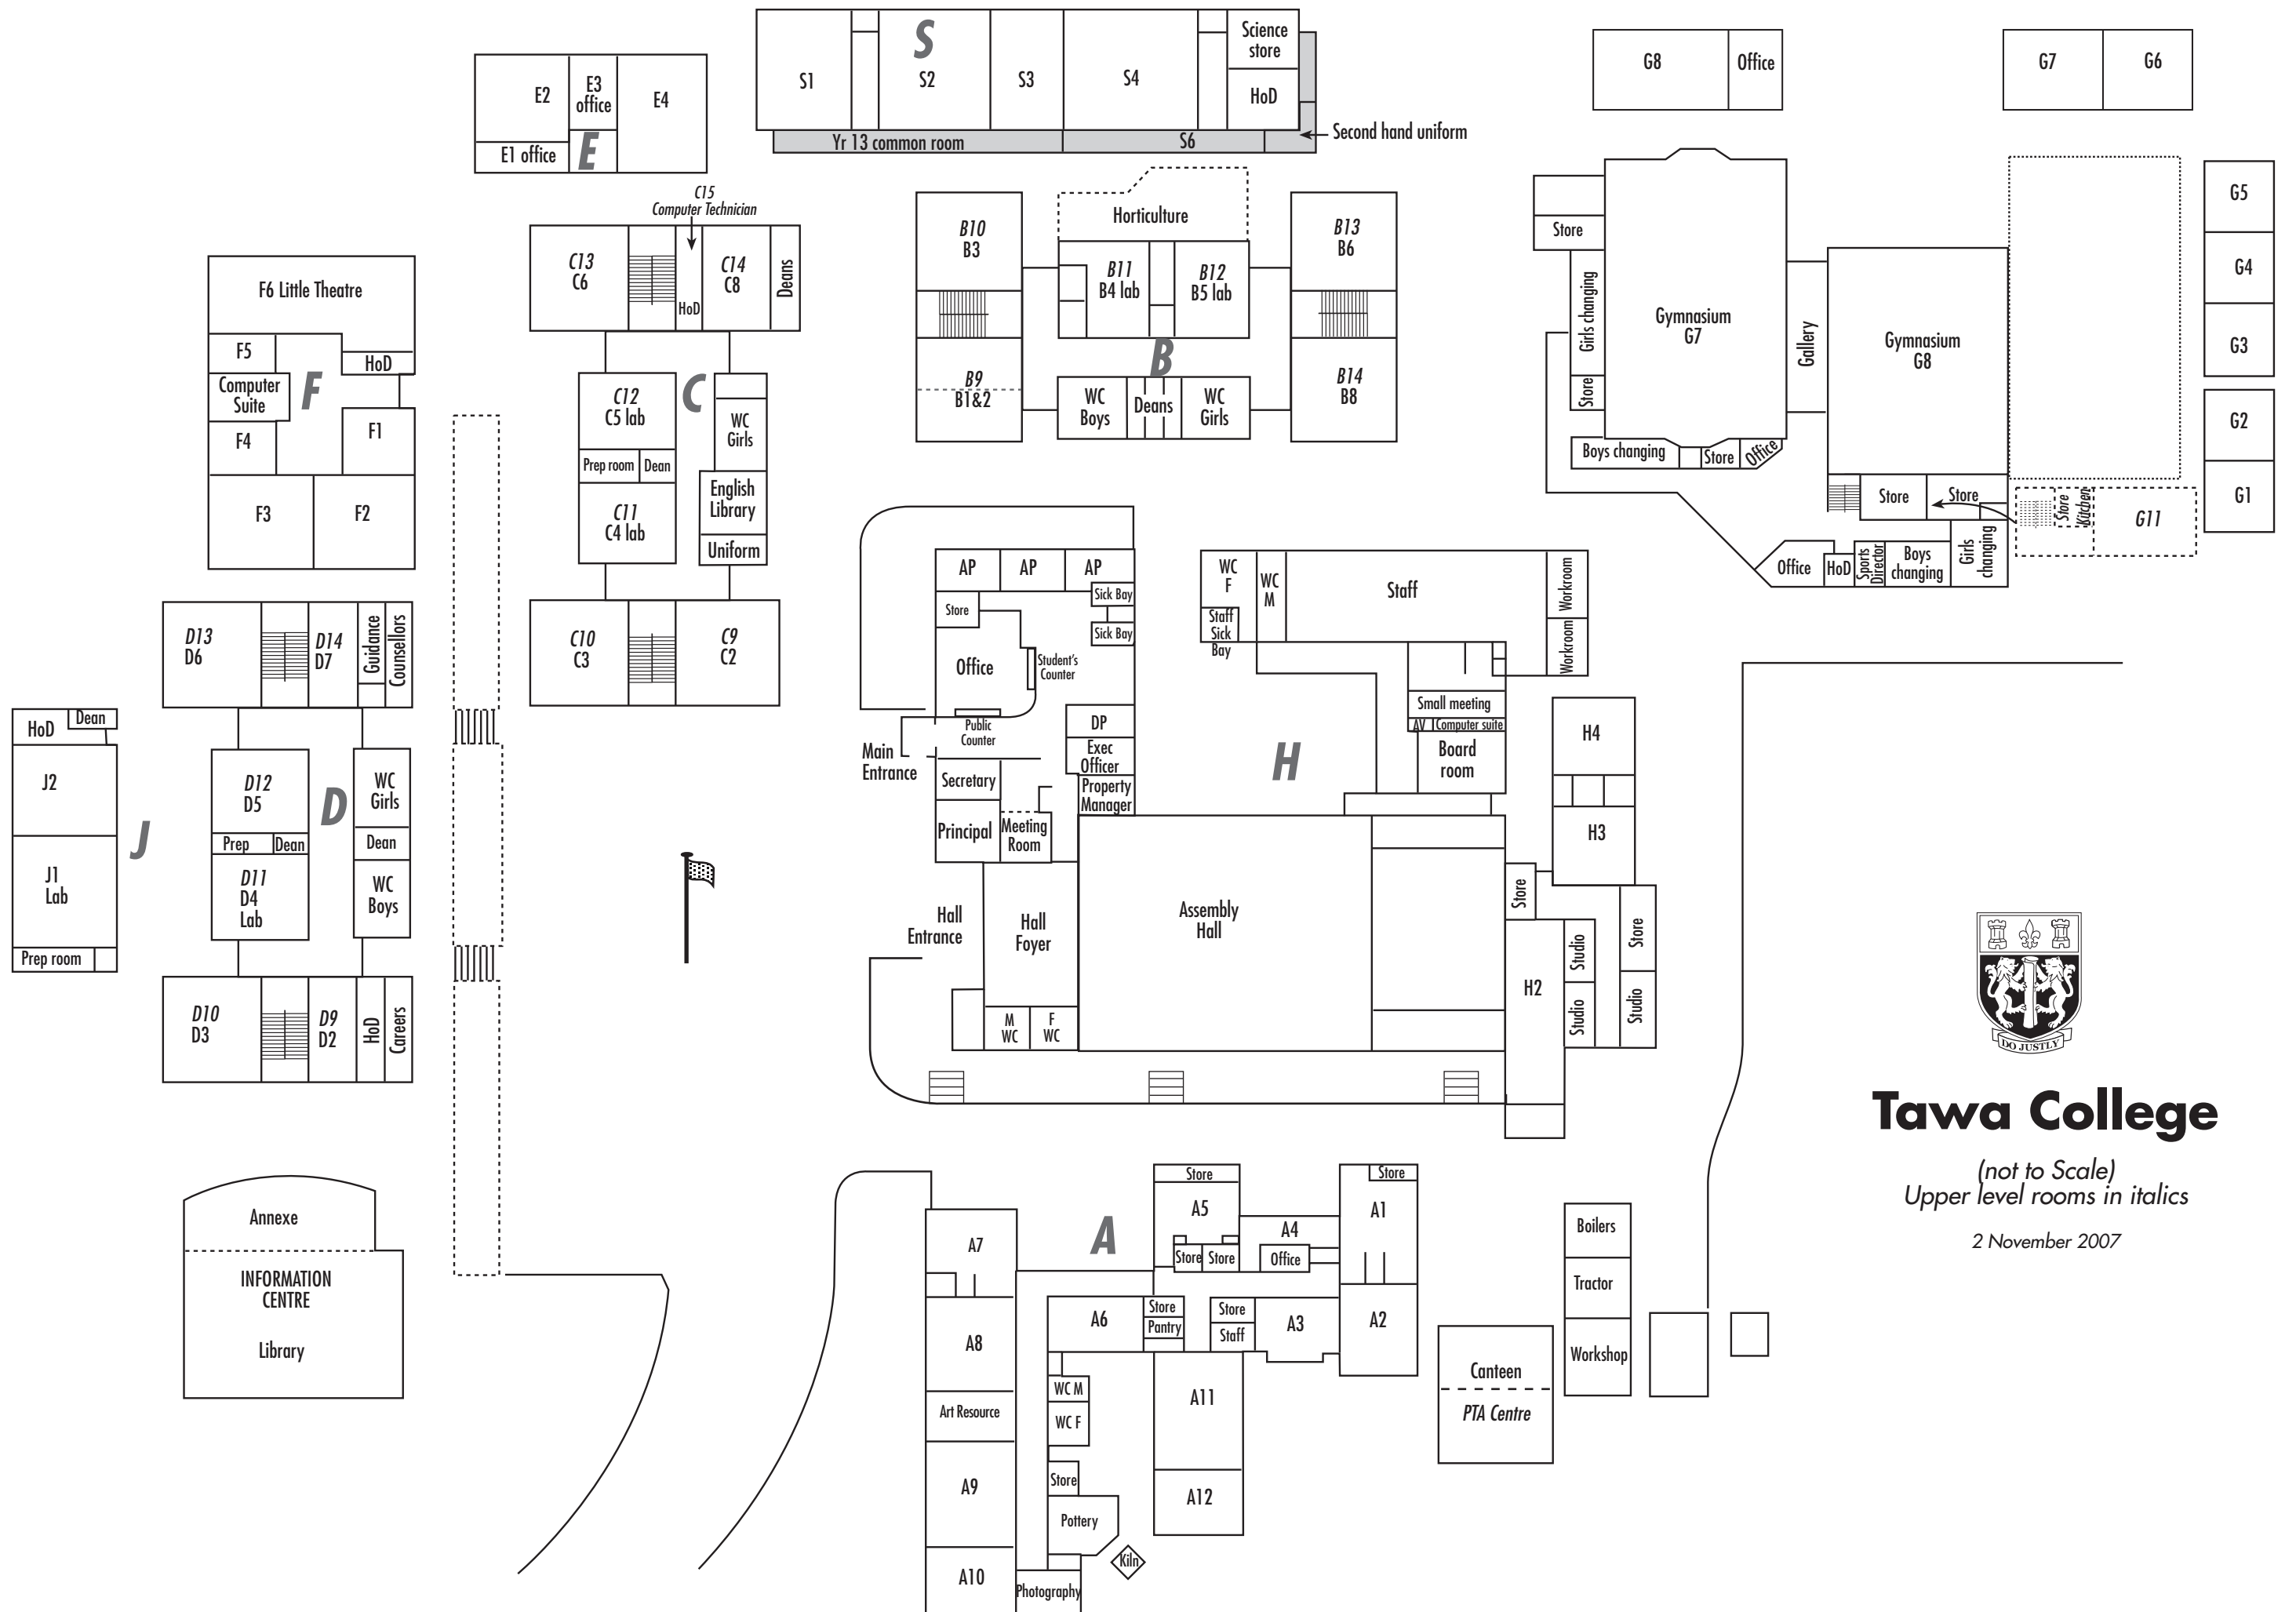 S
S1
S2
S3
S4
Science
store
HoD
Yr 13 common room
S6
Second hand uniform
E2
E3
office
E4
E1 office
E
G8
Office
G7
G6
C15
Computer Technician
C13
C6
HoD
C14
C8
Deans
C12
C5 lab
C
WC
Girls
Prep room
Dean
C11
C4 lab
English
Library
Uniform
C10
C3
C9
C2
Horticulture
B10
B3
B11
B4 lab
B12
B5 lab
B13
B6
B
B9
B1&2
WC
Boys
Deans
WC
Girls
B14
B8
Store
Girls changing
Store
Gymnasium
G7
Gallery
Gymnasium
G8
Boys changing
Store
Office
Store
Store
Store
Kitchen
G11
Office
HoD
Sports
Director
Boys
changing
Girls
changing
G5
G4
G3
G2
G1
F6 Little Theatre
F5
HoD
Computer
Suite
F
F4
F1
F3
F2
D13
D6
D14
D7
Guidance
Counsellors
D12
D5
D
WC
Girls
Prep
Dean
Dean
D11
D4
Lab
WC
Boys
D10
D3
D9
D2
HoD
Careers
HoD
Dean
J2
J
J1
Lab
Prep room
AP
AP
AP
Sick Bay
Store
Sick Bay
Office
Student's
Counter
Public
Counter
DP
Main
Entrance
Exec
Officer
Secretary
Property
Manager
Principal
Meeting
Room
Hall
Entrance
Hall
Foyer
Assembly
Hall
M
WC
F
WC
WC
F
WC
M
Staff
Staff
Sick
Bay
Workroom
Workroom
Small meeting
AV
Computer suite
Board
room
H
H4
H3
Store
H2
Studio
Studio
Store
Studio
DO JUSTLY
Tawa College
(not to Scale)
Upper level rooms in italics
2 November 2007
Annexe
INFORMATION
CENTRE
Library
A
Store
A5
Store
Store
A4
Office
Store
A1
A2
A7
A8
Art Resource
A9
A10
A6
Store
Pantry
Store
Staff
A3
WC M
WC F
Store
Pottery
Kiln
Photography
A11
A12
Canteen
PTA Centre
Boilers
Tractor
Workshop